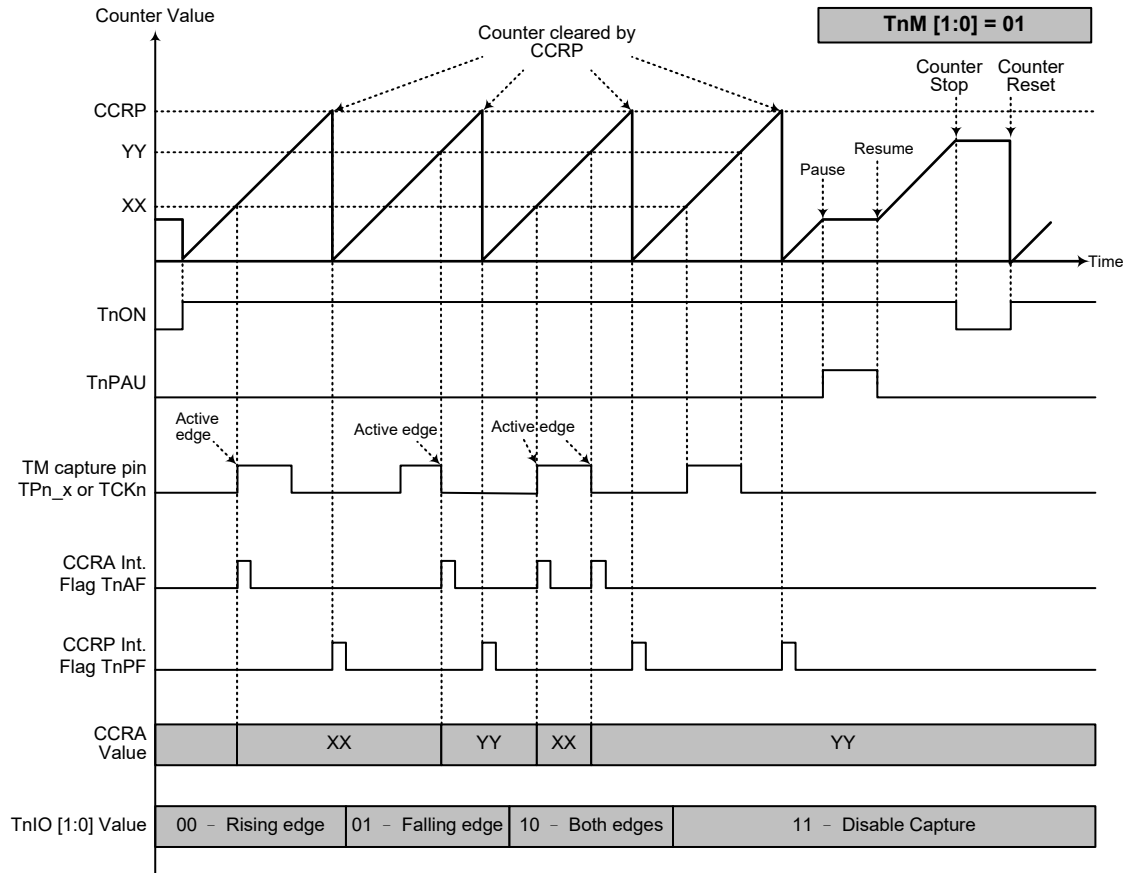 Counter Value
TnM [1:0] = 01
Counter cleared by
CCRP
Counter
Stop
Counter
Reset
CCRP
YY
Pause
Resume
XX
Time
TnON
TnPAU
Active
edge
Active edge
Active edge
TM capture pin
TPn_x or TCKn
CCRA Int.
Flag TnAF
CCRP Int.
Flag TnPF
CCRA
Value
XX
YY
XX
YY
TnIO [1:0] Value
00 – Rising edge
01 – Falling edge
10 – Both edges
11 – Disable Capture